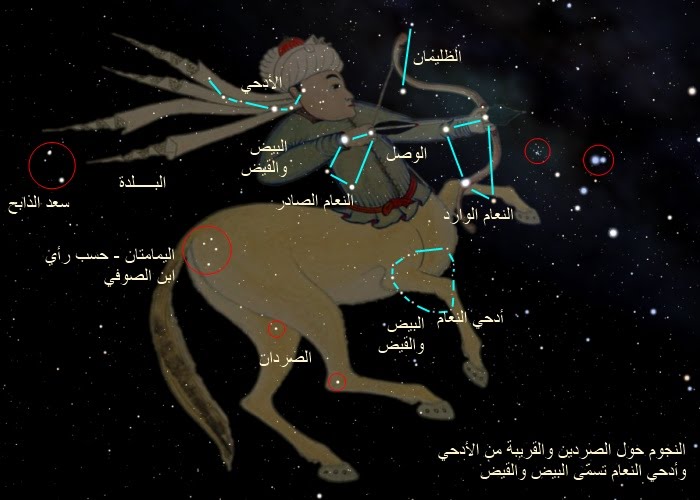 الظليمان
الأدحي
البيض
والقيض
الوصل
البـــلدة
سعد الذابح
النعام الصادر
النعام الوارد
اليمامتان - حسب رأي
ابن الصوفي
أدحي النعام
البيض
والقيض
الصردان
النجوم حول الصردين والقريبة من الأدحي
وأدحي النعام تسمّى البيض والقيض